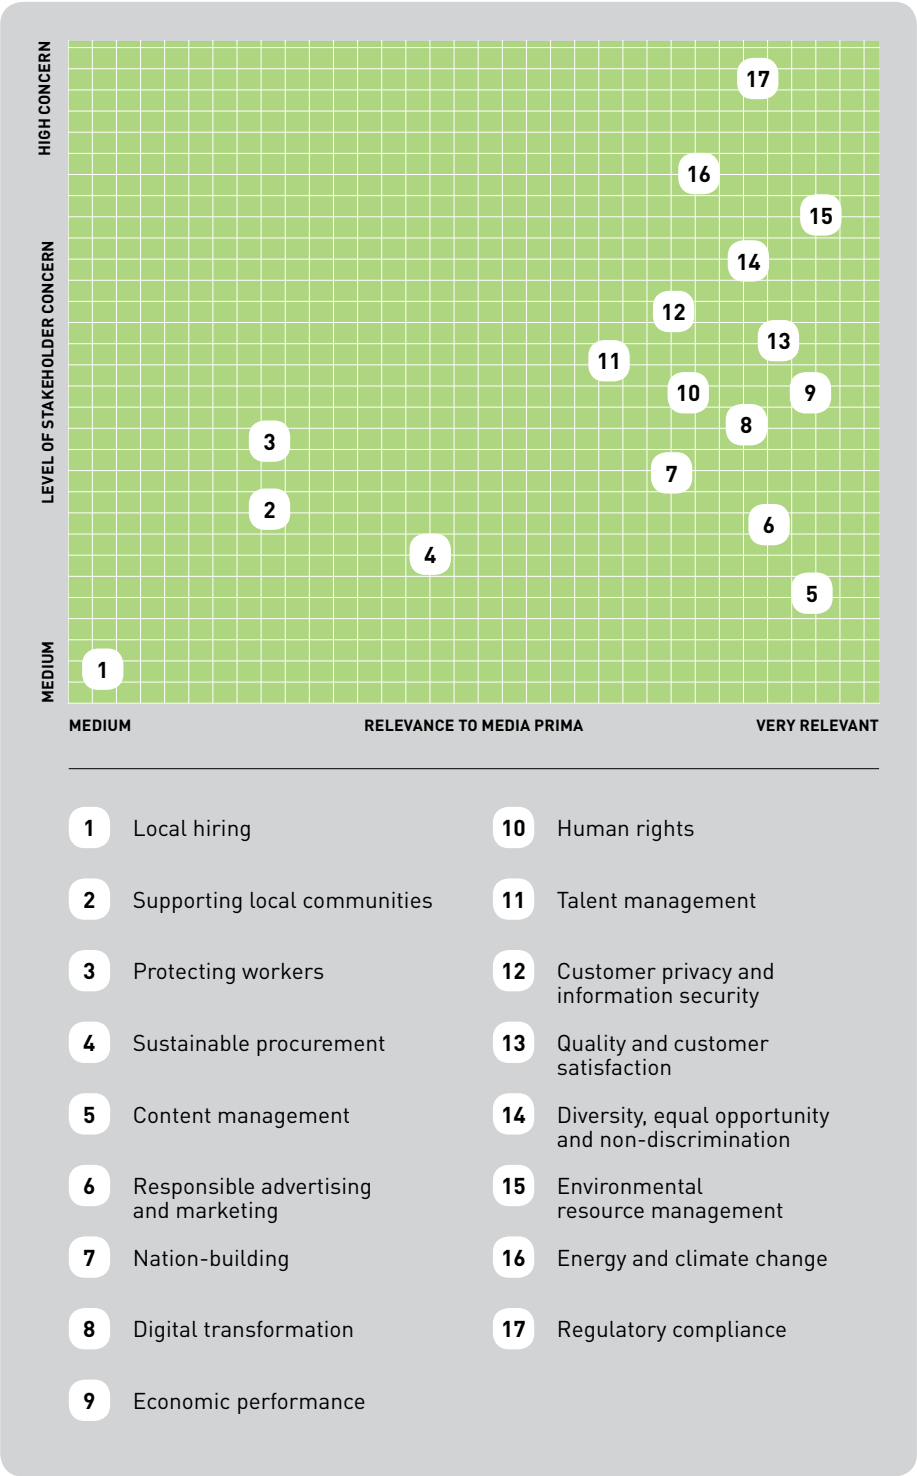 HIGH CONCERN
LEVEL OF STAKEHOLDER CONCERN
MEDIUM
17
16
15
14
12
13
11
10
9
8
3
7
2
6
4
5
1
MEDIUM
RELEVANCE TO MEDIA PRIMA
VERY RELEVANT
1 Local hiring
2 Supporting local communities
3 Protecting workers
4 Sustainable procurement
5 Content management
6 Responsible advertising
and marketing
7 Nation-building
8 Digital transformation
9 Economic performance
10 Human rights
11 Talent management
12 Customer privacy and
information security
13 Quality and customer
satisfaction
14 Diversity, equal opportunity
and non-discrimination
15 Environmental
resource management
16 Energy and climate change
17 Regulatory compliance